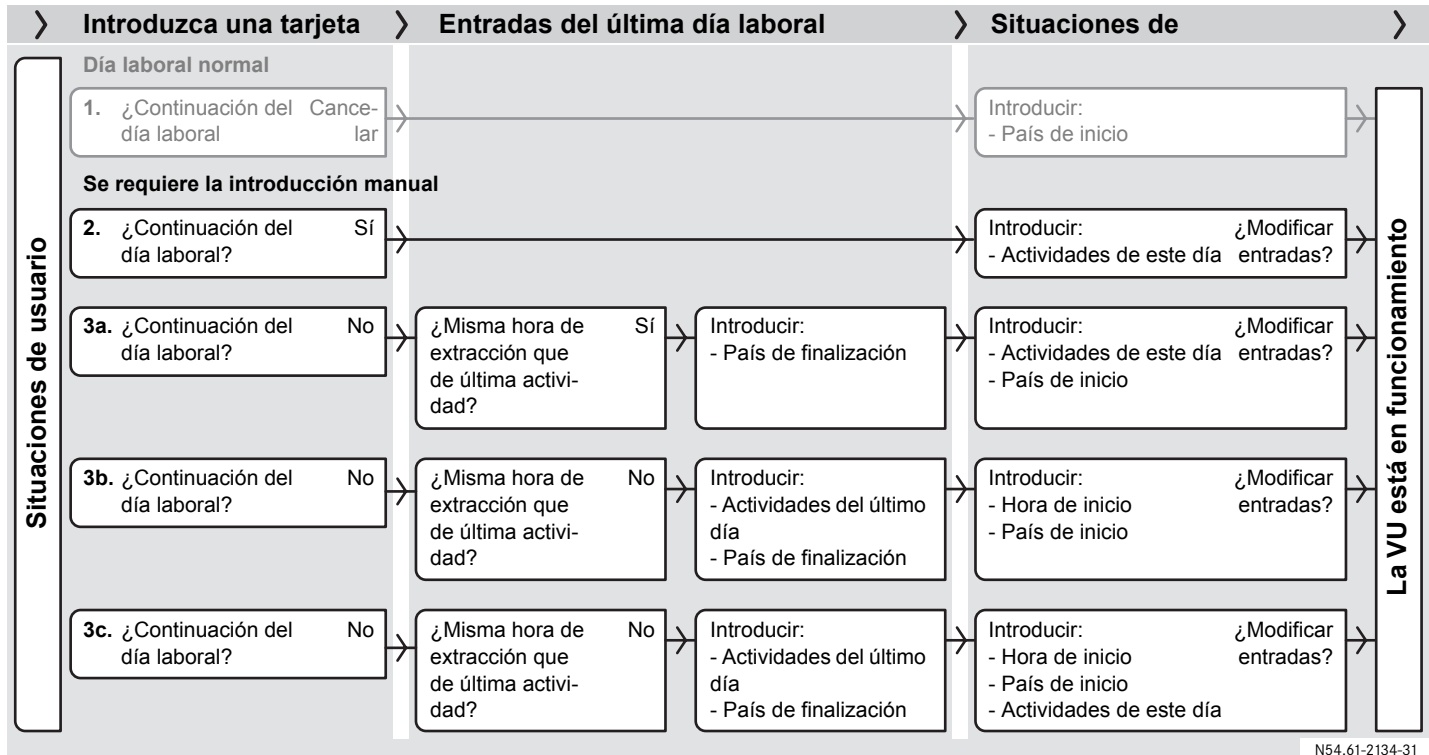 Introduzca una tarjeta
Entradas del última día laboral
Situaciones de
Situaciones de usuario
Día laboral normal
1. ¿Continuación del Cance-
día laboral lar
Introducir:
- País de inicio
Se requiere la introducción manual
2. ¿Continuación del Sí
día laboral?
Introducir: ¿Modificar
- Actividades de este día entradas?
3a. ¿Continuación del No
día laboral?
¿Misma hora de Sí
extracción que
de última activi-
dad?
Introducir:
- País de finalización
Introducir: ¿Modificar
- Actividades de este día entradas?
- País de inicio
3b. ¿Continuación del No
día laboral?
¿Misma hora de No
extracción que
de última activi-
dad?
Introducir:
- Actividades del último
día
- País de finalización
Introducir: ¿Modificar
- Hora de inicio entradas?
- País de inicio
3c. ¿Continuación del No
día laboral?
¿Misma hora de No
extracción que
de última activi-
dad?
Introducir:
- Actividades del último
día
- País de finalización
Introducir: ¿Modificar
- Hora de inicio entradas?
- País de inicio
- Actividades de este día
La VU está en funcionamiento
N54.61-2134-31